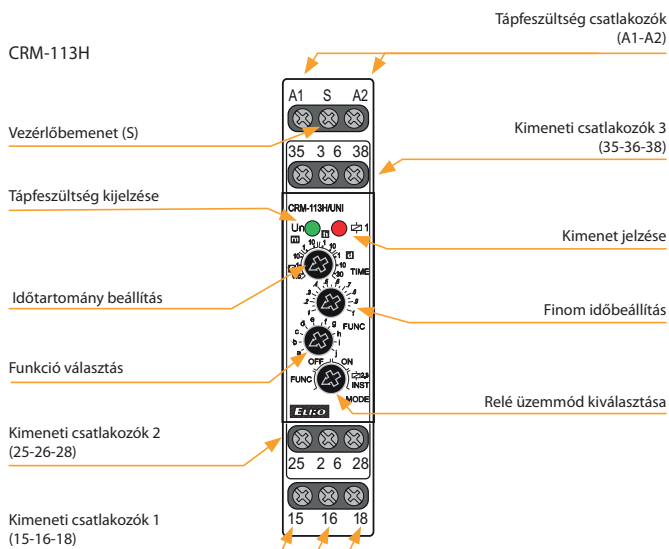 Tápfeszültség csatlakozók
(A1-A2)
CRM-113H
A1 S A2
Vezérlőbemenet (S)
Kimeneti csatlakozók 3
(35-36-38)
35 3 6 38
Tápfeszültség kijelzése
CRM-113H/UNI
Un 1
Kimenet jelzése
TIME
Időtartomány beállítás
Finom időbeállítás
FUNC
Funkció választás
OFF ON
FUNC 2,3
INST
MODE
Relé üzemmód kiválasztása
ELKO
Kimeneti csatlakozók 2
(25-26-28)
25 2 6 28
Kimeneti csatlakozók 1
(15-16-18)
15 16 18